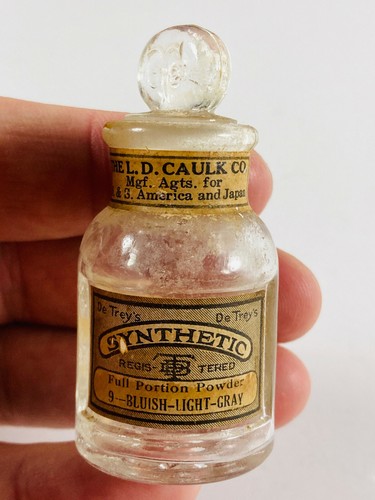 THE L. D. CAULK CO
Mgf. Agts. for
& S. America and Japan
De Trey's De Trey's
SYNTHETIC
REGIS- TERED
Full Portion Powder
9-BLUISH-LIGHT-GRAY